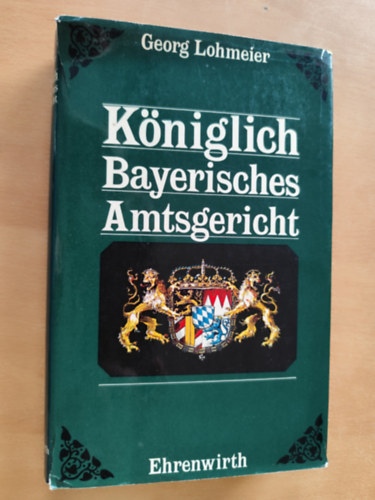 Georg Lohmeier
Königlich
Bayerisches
Amtsgericht
Ehrenwirth